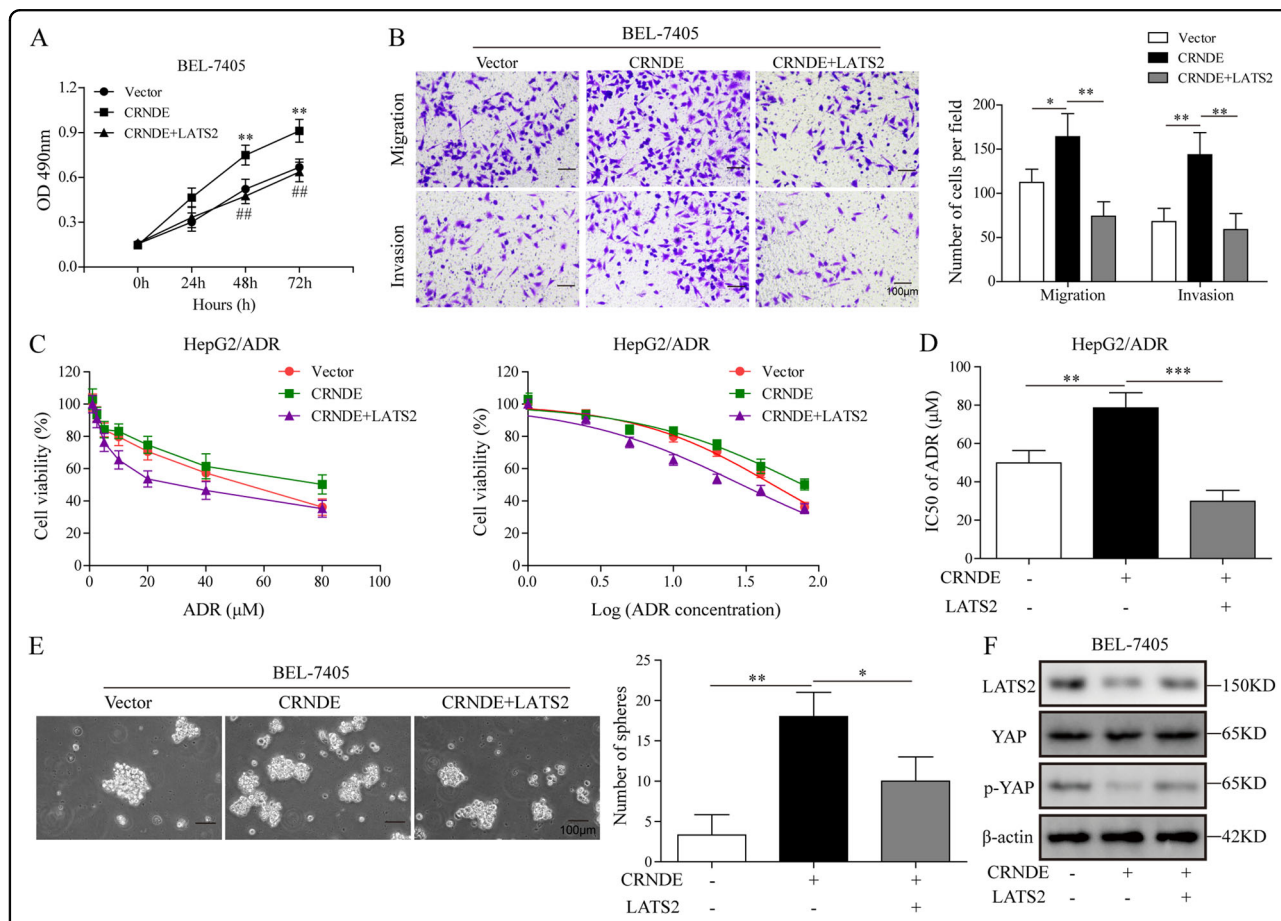 A
BEL-7405
Vector
CRNDE
CRNDE+LATS2
1.2
0.9
0.6
0.3
0.0
OD 490nm
**
**
##
##
0h
24h
48h
72h
Hours (h)
B
BEL-7405
Vector
CRNDE
CRNDE+LATS2
Migration
Invasion
100μm
Vector
CRNDE
CRNDE+LATS2
200
150
100
50
0
Number of cells per field
*
**
**
**
Migration
Invasion
C
HepG2/ADR
Vector
CRNDE
CRNDE+LATS2
120
100
80
60
40
20
0
Cell viability (%)
0
20
40
60
80
100
ADR (μM)
HepG2/ADR
Vector
CRNDE
CRNDE+LATS2
120
100
80
60
40
20
0
Cell viability (%)
0.0
0.5
1.0
1.5
2.0
Log (ADR concentration)
D
HepG2/ADR
100
80
60
40
20
0
IC50 of ADR (μM)
**
***
CRNDE - + +
LATS2 - - +
E
BEL-7405
Vector
CRNDE
CRNDE+LATS2
100μm
25
20
15
10
5
0
Number of spheres
**
*
CRNDE - + +
LATS2 - - +
F
BEL-7405
LATS2 150KD
YAP 65KD
p-YAP 65KD
β-actin 42KD
CRNDE - + +
LATS2 - - +